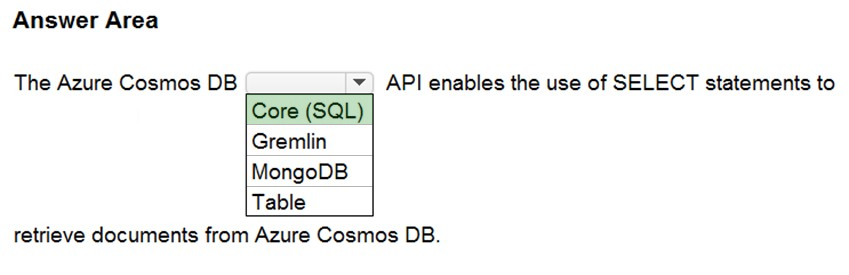 Answer Area
The Azure Cosmos DB API enables the use of SELECT statements to
Core (SQL)
Gremlin
MongoDB
Table
retrieve documents from Azure Cosmos DB.